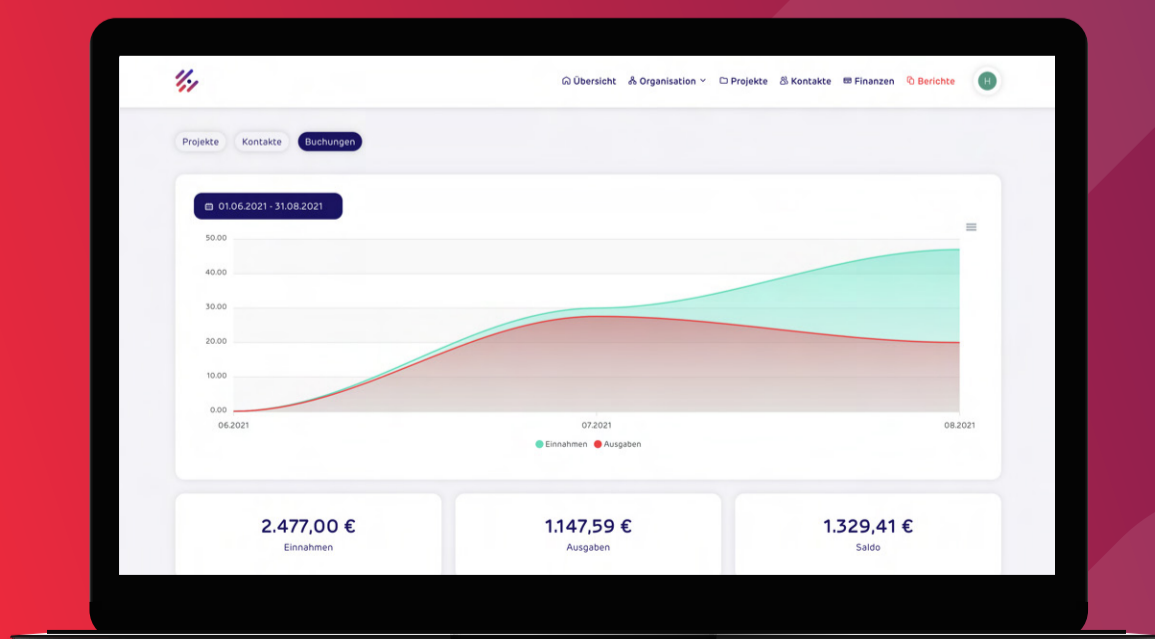 Übersicht Organisation Projekte Kontakte Finanzen Berichte H
Projekte Kontakte Buchungen
01.06.2021 - 31.08.2021
50.00
40.00
30.00
20.00
10.00
0.00
06.2021 07.2021 08.2021
Einnahmen Ausgaben
2.477,00 € 1.147,59 € 1.329,41 €
Einnahmen Ausgaben Saldo